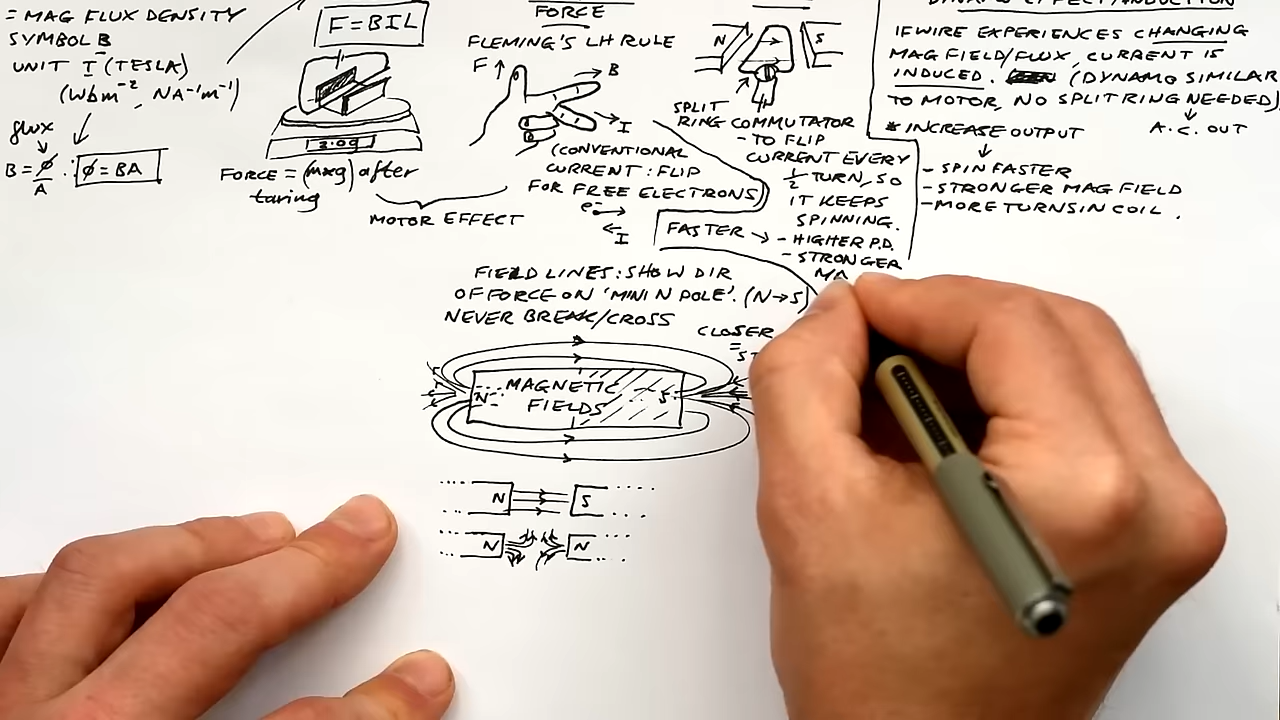 = MAG FLUX DENSITY
SYMBOL B
UNIT I (TESLA)
(Wbm⁻², NA⁻¹m⁻¹)
flux
B = ϕ/A ∴ ϕ = BA
F = BIL
3.09
FORCE = (mxg) after
taring
MOTOR EFFECT
FORCE
FLEMING'S LH RULE
F
B
I
(CONVENTIONAL
CURRENT: FLIP
FOR FREE ELECTRONS)
e⁻
I
N S
SPLIT
RING COMMUTATOR
- TO FLIP
CURRENT EVERY
½ TURN, SO
IT KEEPS
SPINNING.
FASTER → - HIGHER P.D.
- STRONGER
MA
IF WIRE EXPERIENCES CHANGING
MAG FIELD/FLUX, CURRENT IS
INDUCED. (DYNAMO SIMILAR
TO MOTOR, NO SPLIT RING NEEDED)
A.C. OUT
* INCREASE OUTPUT
- SPIN FASTER
- STRONGER MAG FIELD
- MORE TURNS IN COIL.
FIELD LINES: SHOW DIR
OF FORCE ON 'MINI N POLE'. (N→S)
NEVER BREAK/CROSS
CLOSER
= ST
N MAGNETIC S
FIELDS
N S
N N